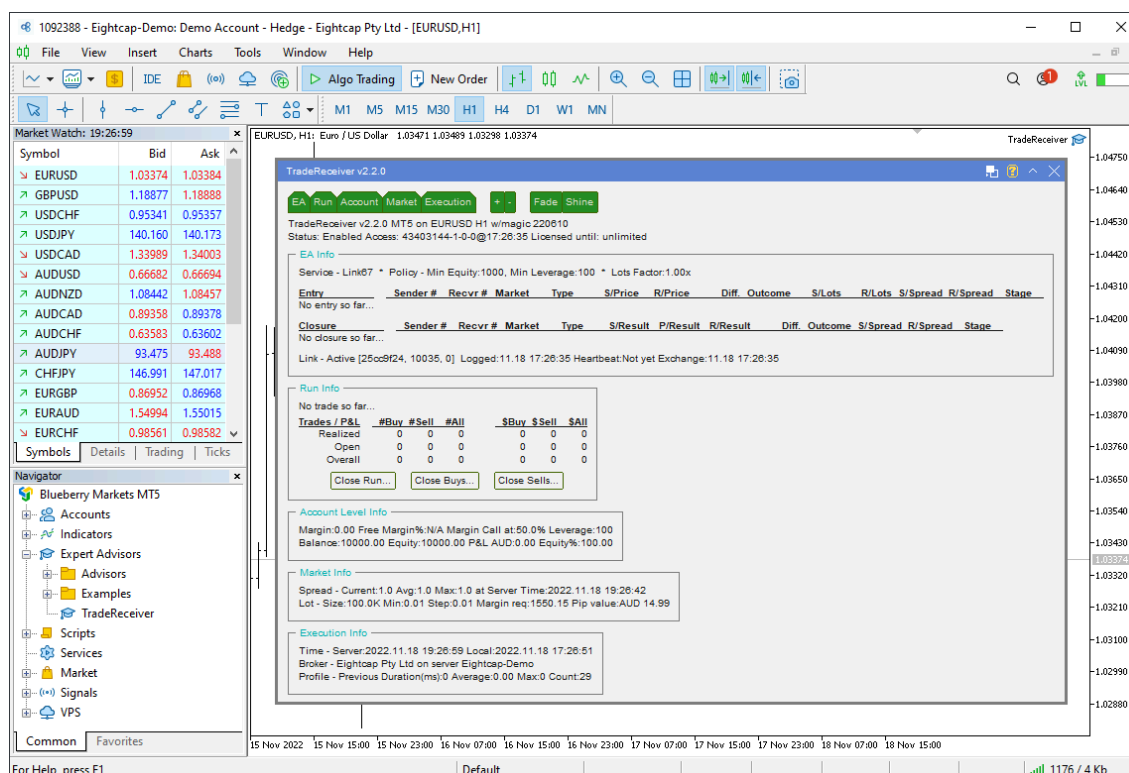 1092388 - Eightcap-Demo: Demo Account - Hedge - Eightcap Pty Ltd - [EURUSD,H1]
File View Insert Charts Tools Window Help
IDE Algo Trading New Order 1 LVL
M1 M5 M15 M30 H1 H4 D1 W1 MN
Market Watch: 19:26:59
Symbol Bid Ask
EURUSD 1.03374 1.03384
GBPUSD 1.18877 1.18888
USDCHF 0.95341 0.95357
USDJPY 140.160 140.173
USDCAD 1.33989 1.34003
AUDUSD 0.66682 0.66694
AUDNZD 1.08442 1.08457
AUDCAD 0.89358 0.89378
AUDCHF 0.63583 0.63602
AUDJPY 93.475 93.488
CHFJPY 146.991 147.017
EURGBP 0.86952 0.86968
EURAUD 1.54994 1.55015
EURCHF 0.98561 0.98582
Symbols Details Trading Ticks
Navigator
Blueberry Markets MT5
Accounts
Indicators
Expert Advisors
Advisors
Examples
TradeReceiver
Scripts
Services
Market
Signals
VPS
Common Favorites
EURUSD, H1: Euro / US Dollar 1.03471 1.03489 1.03298 1.03374
TradeReceiver
TradeReceiver v2.2.0
EA Run Account Market Execution + - Fade Shine
TradeReceiver v2.2.0 MT5 on EURUSD H1 w/magic 220610
Status: Enabled Access: 43403144-1-0-0@17:26:35 Licensed until: unlimited
EA Info
Service - Link67 * Policy - Min Equity:1000, Min Leverage:100 * Lots Factor:1.00x
Entry Sender # Recvr # Market Type S/Price R/Price Diff. Outcome S/Lots R/Lots S/Spread R/Spread Stage
No entry so far...
Closure Sender # Recvr # Market Type S/Result P/Result R/Result Diff. Outcome S/Spread R/Spread Stage
No closure so far...
Link - Active [25cc9f24, 10035, 0] Logged:11.18 17:26:35 Heartbeat:Not yet Exchange:11.18 17:26:35
Run Info
No trade so far...
Trades / P&L #Buy #Sell #All $Buy $Sell $All
Realized 0 0 0 0 0 0
Open 0 0 0 0 0 0
Overall 0 0 0 0 0 0
Close Run... Close Buys... Close Sells...
Account Level Info
Margin:0.00 Free Margin%:N/A Margin Call at:50.0% Leverage:100
Balance:10000.00 Equity:10000.00 P&L AUD:0.00 Equity%:100.00
Market Info
Spread - Current:1.0 Avg:1.0 Max:1.0 at Server Time:2022.11.18 19:26:42
Lot - Size:100.0K Min:0.01 Step:0.01 Margin req:1550.15 Pip value:AUD 14.99
Execution Info
Time - Server:2022.11.18 19:26:59 Local:2022.11.18 17:26:51
Broker - Eightcap Pty Ltd on server Eightcap-Demo
Profile - Previous Duration(ms):0 Average:0.00 Max:0 Count:29
1.04750
1.04640
1.04530
1.04420
1.04310
1.04200
1.04090
1.03980
1.03870
1.03760
1.03650
1.03540
1.03430
1.03374
1.03320
1.03210
1.03100
1.02990
1.02880
15 Nov 2022 15 Nov 15:00 15 Nov 23:00 16 Nov 07:00 16 Nov 15:00 16 Nov 23:00 17 Nov 07:00 17 Nov 15:00 17 Nov 23:00 18 Nov 07:00 18 Nov 15:00
For Help, press F1 Default 1176 / 4 Kb